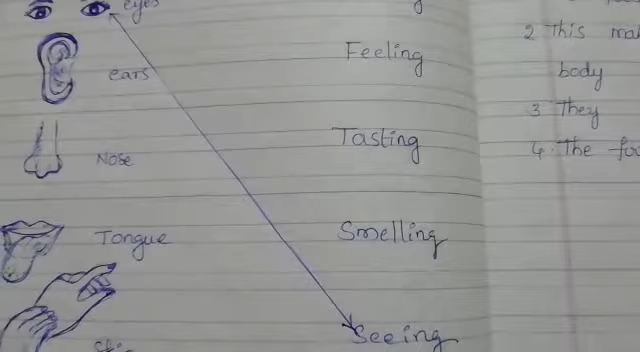 eyes
ears
Nose
Tongue
Feeling
Tasting
Smelling
Seeing
2 This
body
3 They
4. The